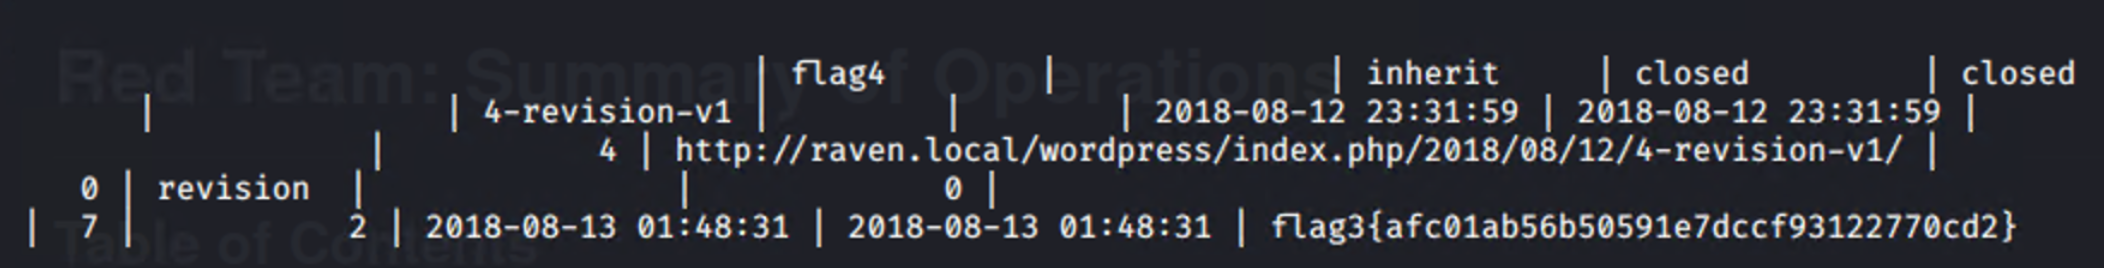 Red Team: Summary of Operations
| flag4 | | inherit | closed | closed
| | 4-revision-v1 | | | 2018-08-12 23:31:59 | 2018-08-12 23:31:59 |
| 4 | http://raven.local/wordpress/index.php/2018/08/12/4-revision-v1/ |
0 | revision | | 0 |
| 7 | 2 | 2018-08-13 01:48:31 | 2018-08-13 01:48:31 | flag3{afc01ab56b50591e7dccf93122770cd2}
Table of Contents